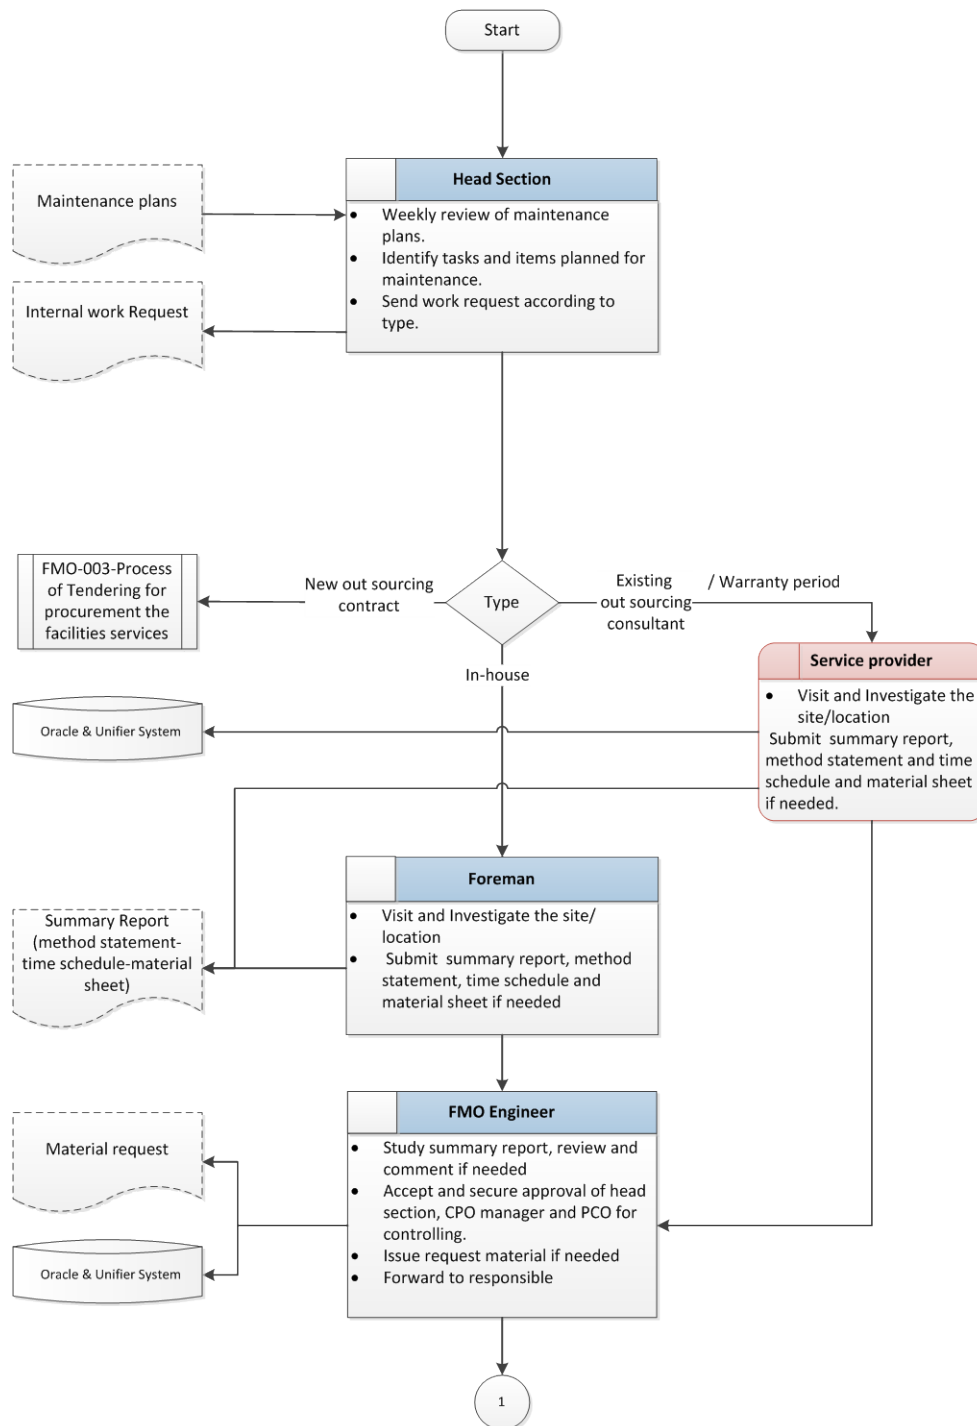 Start
Head Section
Maintenance plans
• Weekly review of maintenance
plans.
• Identify tasks and items planned for
maintenance.
• Send work request according to
type.
Internal work Request
FMO-003-Process
of Tendering for
procurement the
facilities services
New out sourcing
contract
Type
Existing
out sourcing
consultant
/ Warranty period
In-house
Service provider
• Visit and Investigate the
site/location
Submit summary report,
method statement and time
schedule and material sheet
if needed.
Oracle & Unifier System
Foreman
• Visit and Investigate the site/
location
• Submit summary report, method
statement, time schedule and
material sheet if needed
Summary Report
(method statement-
time schedule-material
sheet)
FMO Engineer
• Study summary report, review and
comment if needed
• Accept and secure approval of head
section, CPO manager and PCO for
controlling.
• Issue request material if needed
• Forward to responsible
Material request
Oracle & Unifier System
1